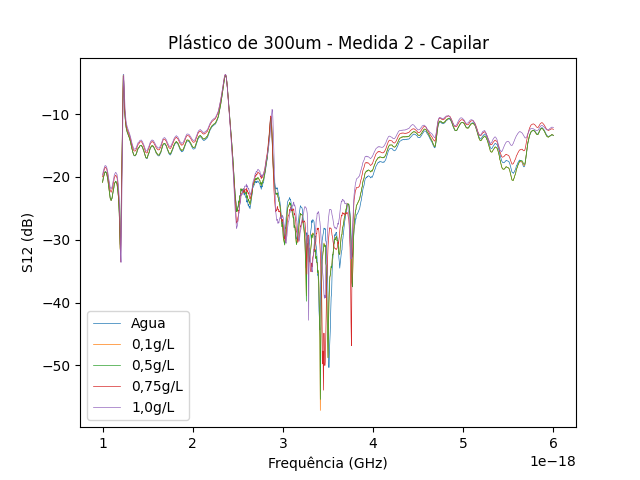 Plástico de 300um - Medida 2 - Capilar
S12 (dB)
−10
−20
−30
−40
−50
Agua
0,1g/L
0,5g/L
0,75g/L
1,0g/L
1 2 3 4 5 6
Frequência (GHz)
1e−18